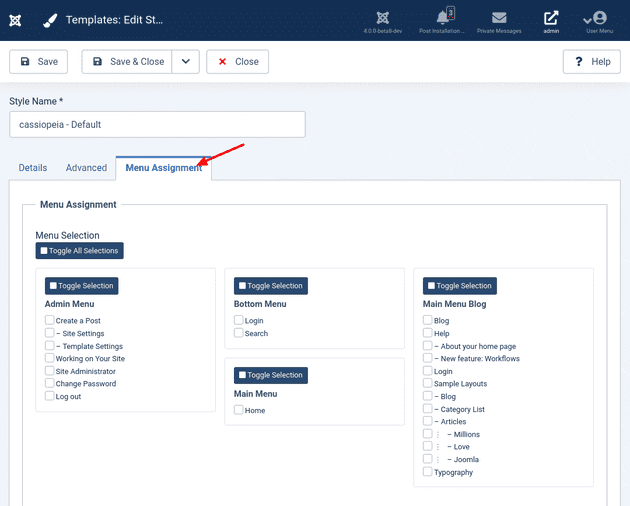 Templates: Edit St...
4.0.0-beta8-dev
3
Post Installation...
Private Messages
admin
User Menu
Save
Save & Close
Close
? Help
Style Name *
cassiopeia - Default
Details
Advanced
Menu Assignment
Menu Assignment
Menu Selection
Toggle All Selections
Toggle Selection
Admin Menu
Create a Post
– Site Settings
– Template Settings
Working on Your Site
Site Administrator
Change Password
Log out
Toggle Selection
Bottom Menu
Login
Search
Toggle Selection
Main Menu
Home
Toggle Selection
Main Menu Blog
Blog
Help
– About your home page
– New feature: Workflows
Login
Sample Layouts
– Blog
– Category List
– Articles
⋮ – Millions
⋮ – Love
⋮ – Joomla
Typography